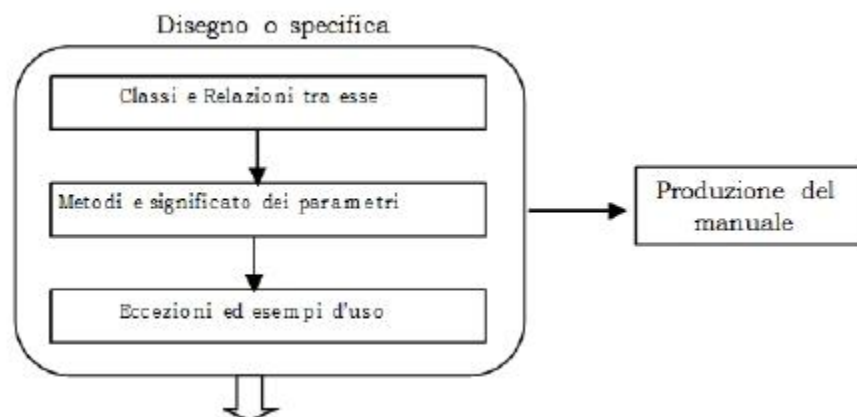 Disegno o specifica
Classi e Relazioni tra esse
Metodi e significato dei parametri
Eccezioni ed esempi d'uso
Produzione del
manuale